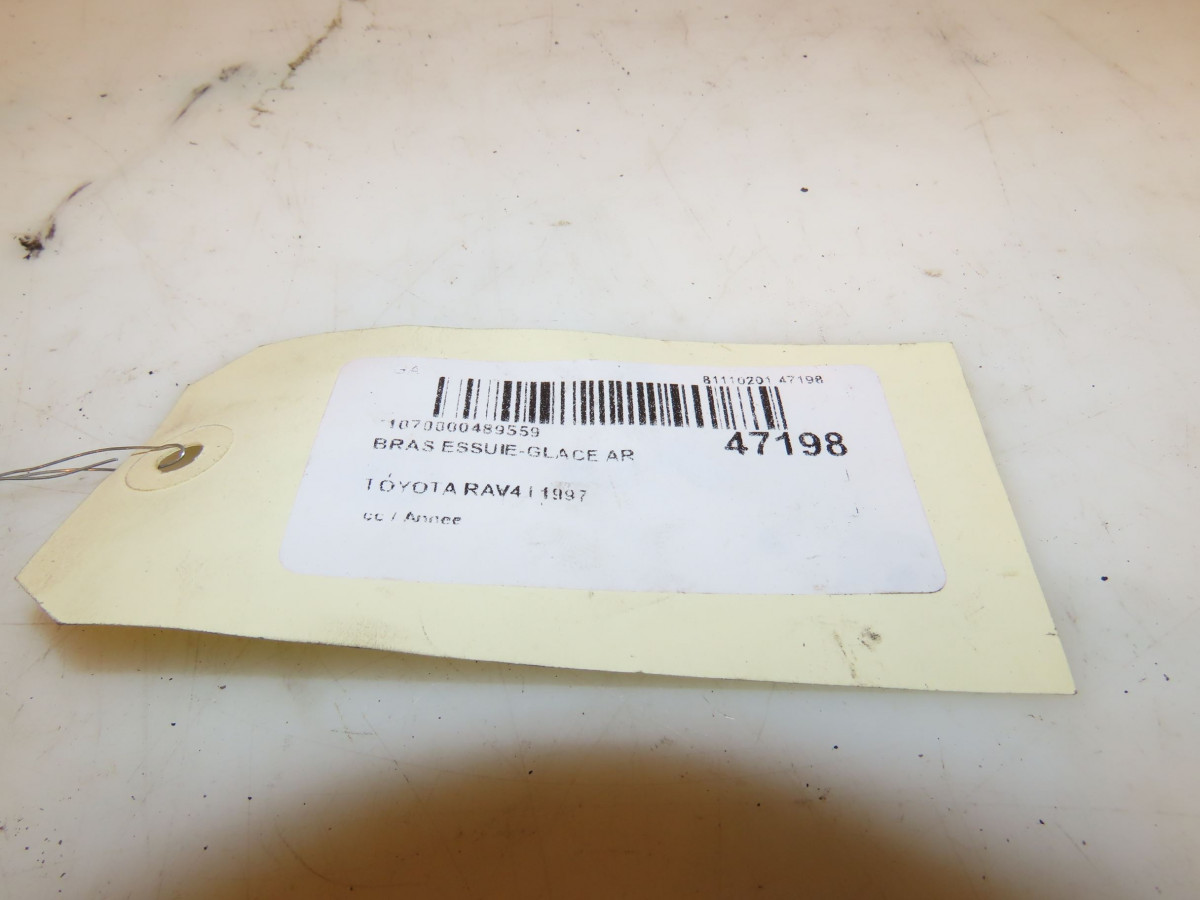 81110201 47198
*1070000489559
47198
BRAS ESSUIE-GLACE AR
TOYOTA RAV4 I 1997
cc / Annee